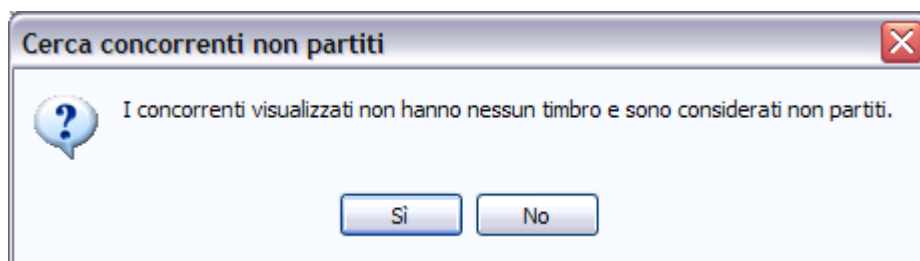 Cerca concorrenti non partiti
I concorrenti visualizzati non hanno nessun timbro e sono considerati non partiti.
Sì
No